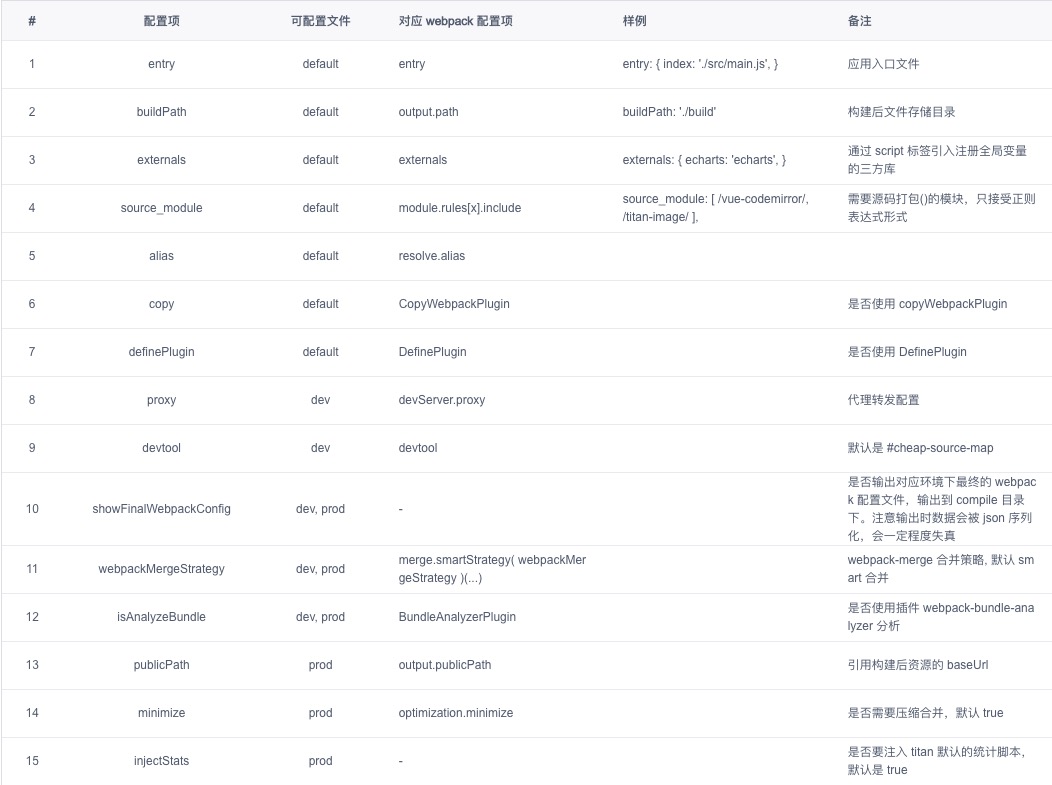 # 配置项 可配置文件 对应 webpack 配置项 样例 备注
1 entry default entry entry: { index: './src/main.js', } 应用入口文件
2 buildPath default output.path buildPath: './build' 构建后文件存储目录
3 externals default externals externals: { echarts: 'echarts', } 通过 script 标签引入注册全局变量
的三方库
4 source_module default module.rules[x].include source_module: [ /vue-codemirror/, 需要源码打包()的模块，只接受正则
/titan-image/ ], 表达式形式
5 alias default resolve.alias
6 copy default CopyWebpackPlugin 是否使用 copyWebpackPlugin
7 definePlugin default DefinePlugin 是否使用 DefinePlugin
8 proxy dev devServer.proxy 代理转发配置
9 devtool dev devtool 默认是 #cheap-source-map
10 showFinalWebpackConfig dev, prod - 是否输出对应环境下最终的 webpac
k 配置文件，输出到 compile 目录
下。注意输出时数据会被 json 序列
化，会一定程度失真
11 webpackMergeStrategy dev, prod merge.smartStrategy( webpackMer webpack-merge 合并策略, 默认 sm
geStrategy )(...) art 合并
12 isAnalyzeBundle dev, prod BundleAnalyzerPlugin 是否使用插件 webpack-bundle-ana
lyzer 分析
13 publicPath prod output.publicPath 引用构建后资源的 baseUrl
14 minimize prod optimization.minimize 是否需要压缩合并，默认 true
15 injectStats prod - 是否要注入 titan 默认的统计脚本，
默认是 true